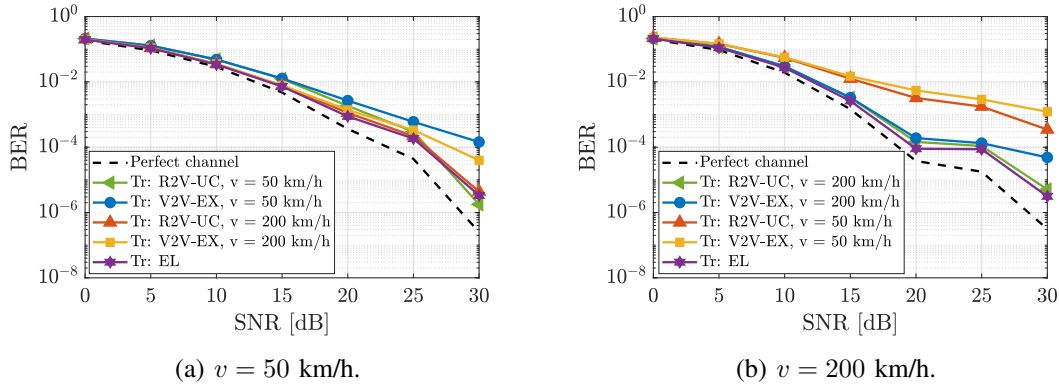 10^0
10^-2
10^-4
10^-6
10^-8
BER
Perfect channel
Tr: R2V-UC, v = 50 km/h
Tr: V2V-EX, v = 50 km/h
Tr: R2V-UC, v = 200 km/h
Tr: V2V-EX, v = 200 km/h
Tr: EL
0 5 10 15 20 25 30
SNR [dB]
(a) v = 50 km/h.
10^0
10^-2
10^-4
10^-6
10^-8
BER
Perfect channel
Tr: R2V-UC, v = 200 km/h
Tr: V2V-EX, v = 200 km/h
Tr: R2V-UC, v = 50 km/h
Tr: V2V-EX, v = 50 km/h
Tr: EL
0 5 10 15 20 25 30
SNR [dB]
(b) v = 200 km/h.